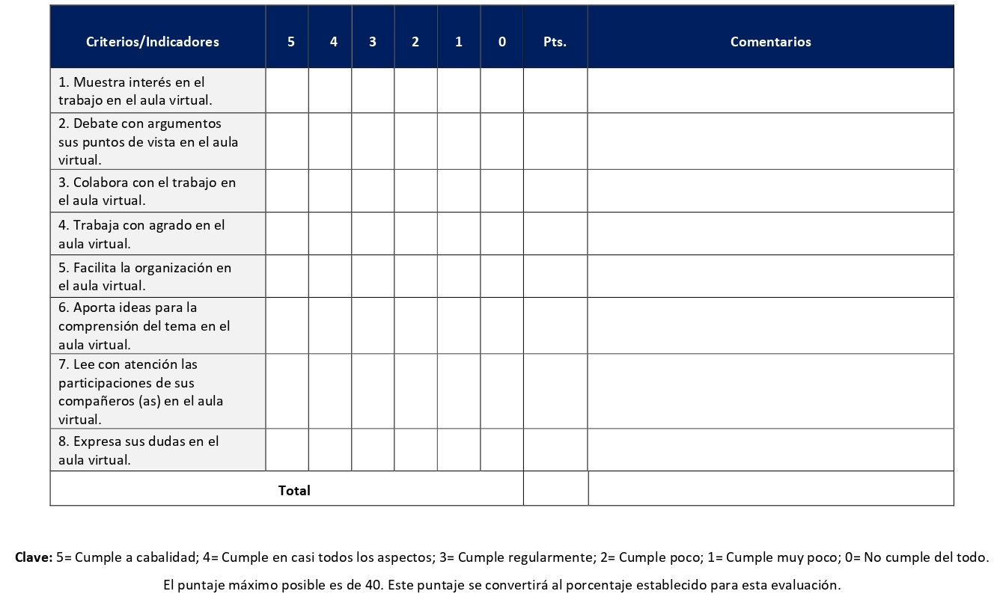 Criterios/Indicadores 5 4 3 2 1 0 Pts. Comentarios
1. Muestra interés en el
trabajo en el aula virtual.
2. Debate con argumentos
sus puntos de vista en el aula
virtual.
3. Colabora con el trabajo en
el aula virtual.
4. Trabaja con agrado en el
aula virtual.
5. Facilita la organización en
el aula virtual.
6. Aporta ideas para la
comprensión del tema en el
aula virtual.
7. Lee con atención las
participaciones de sus
compañeros (as) en el aula
virtual.
8. Expresa sus dudas en el
aula virtual.
Total
Clave: 5= Cumple a cabalidad; 4= Cumple en casi todos los aspectos; 3= Cumple regularmente; 2= Cumple poco; 1= Cumple muy poco; 0= No cumple del todo.
El puntaje máximo posible es de 40. Este puntaje se convertirá al porcentaje establecido para esta evaluación.